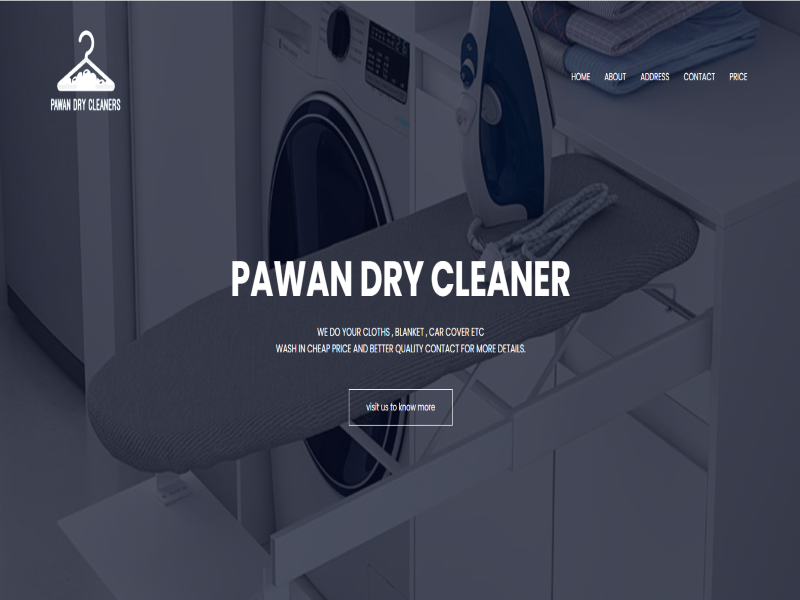 PAWAN DRY CLEANERS
HOME ABOUT ADDRESS CONTACT PRICE
PAWAN DRY CLEANER
WE DO YOUR CLOTHS , BLANKET , CAR COVER ETC
WASH IN CHEAP PRICE AND BETTER QUALITY CONTACT FOR MORE DETAILS.
visit us to know more